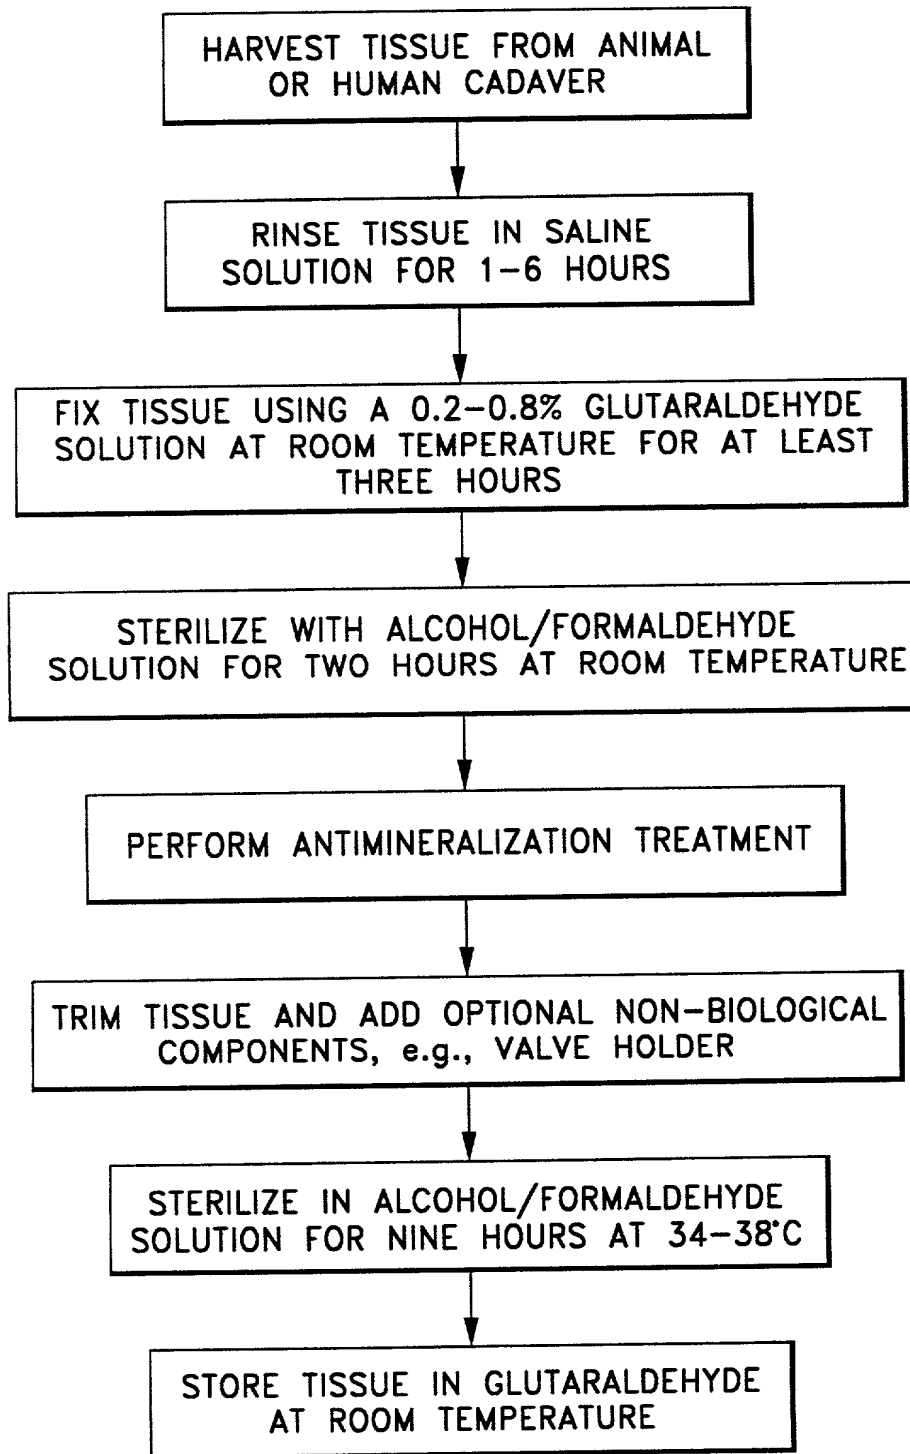 HARVEST TISSUE FROM ANIMAL
OR HUMAN CADAVER
RINSE TISSUE IN SALINE
SOLUTION FOR 1-6 HOURS
FIX TISSUE USING A 0.2-0.8% GLUTARALDEHYDE
SOLUTION AT ROOM TEMPERATURE FOR AT LEAST
THREE HOURS
STERILIZE WITH ALCOHOL/FORMALDEHYDE
SOLUTION FOR TWO HOURS AT ROOM TEMPERATURE
PERFORM ANTIMINERALIZATION TREATMENT
TRIM TISSUE AND ADD OPTIONAL NON-BIOLOGICAL
COMPONENTS, e.g., VALVE HOLDER
STERILIZE IN ALCOHOL/FORMALDEHYDE
SOLUTION FOR NINE HOURS AT 34-38°C
STORE TISSUE IN GLUTARALDEHYDE
AT ROOM TEMPERATURE